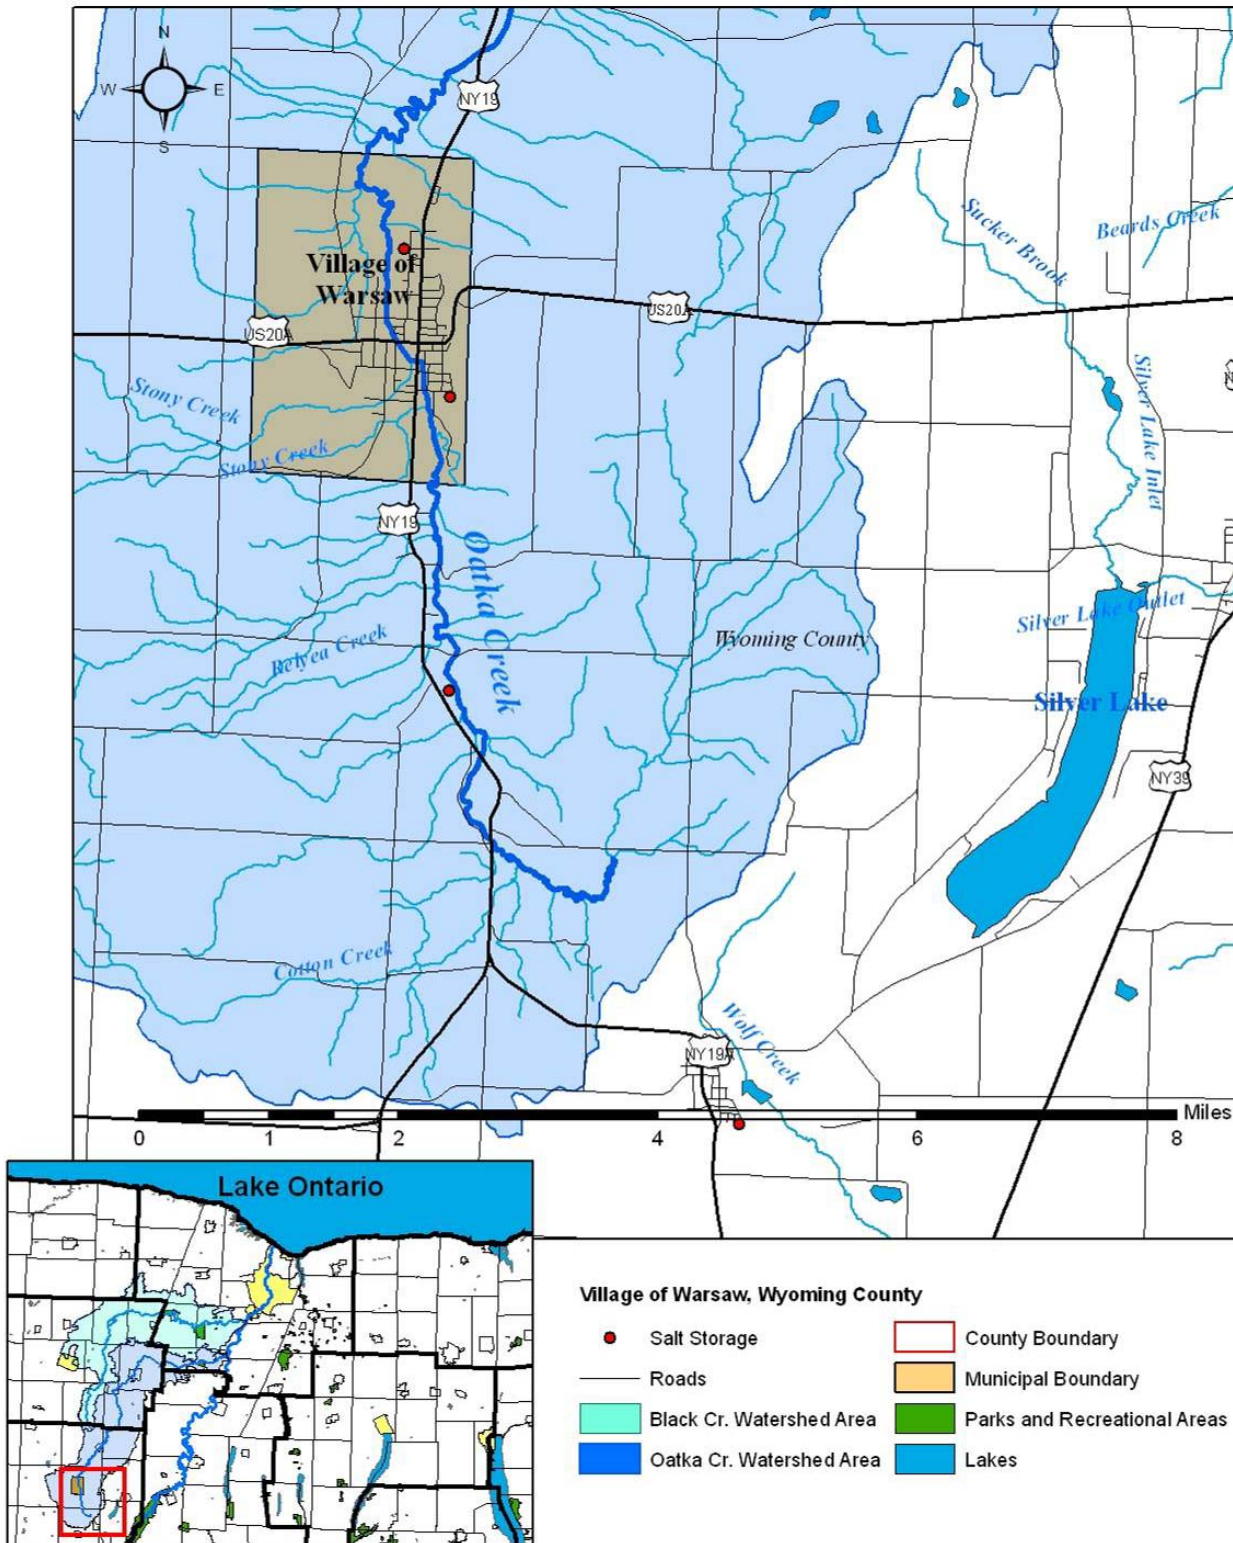 N
W
E
S
NY19
Sucker Brook
Beards Creek
Village of
Warsaw
US20A
US20A
Silver Lake Inlet
Stony Creek
Stony Creek
NY19
Oatka Creek
Silver Lake Outlet
Relyea Creek
Wyoming County
Silver Lake
NY39
Cotton Creek
Wolf Creek
NY19A
Miles
0 1 2 4 6 8
Lake Ontario
Village of Warsaw, Wyoming County
Salt Storage
County Boundary
Roads
Municipal Boundary
Black Cr. Watershed Area
Parks and Recreational Areas
Oatka Cr. Watershed Area
Lakes